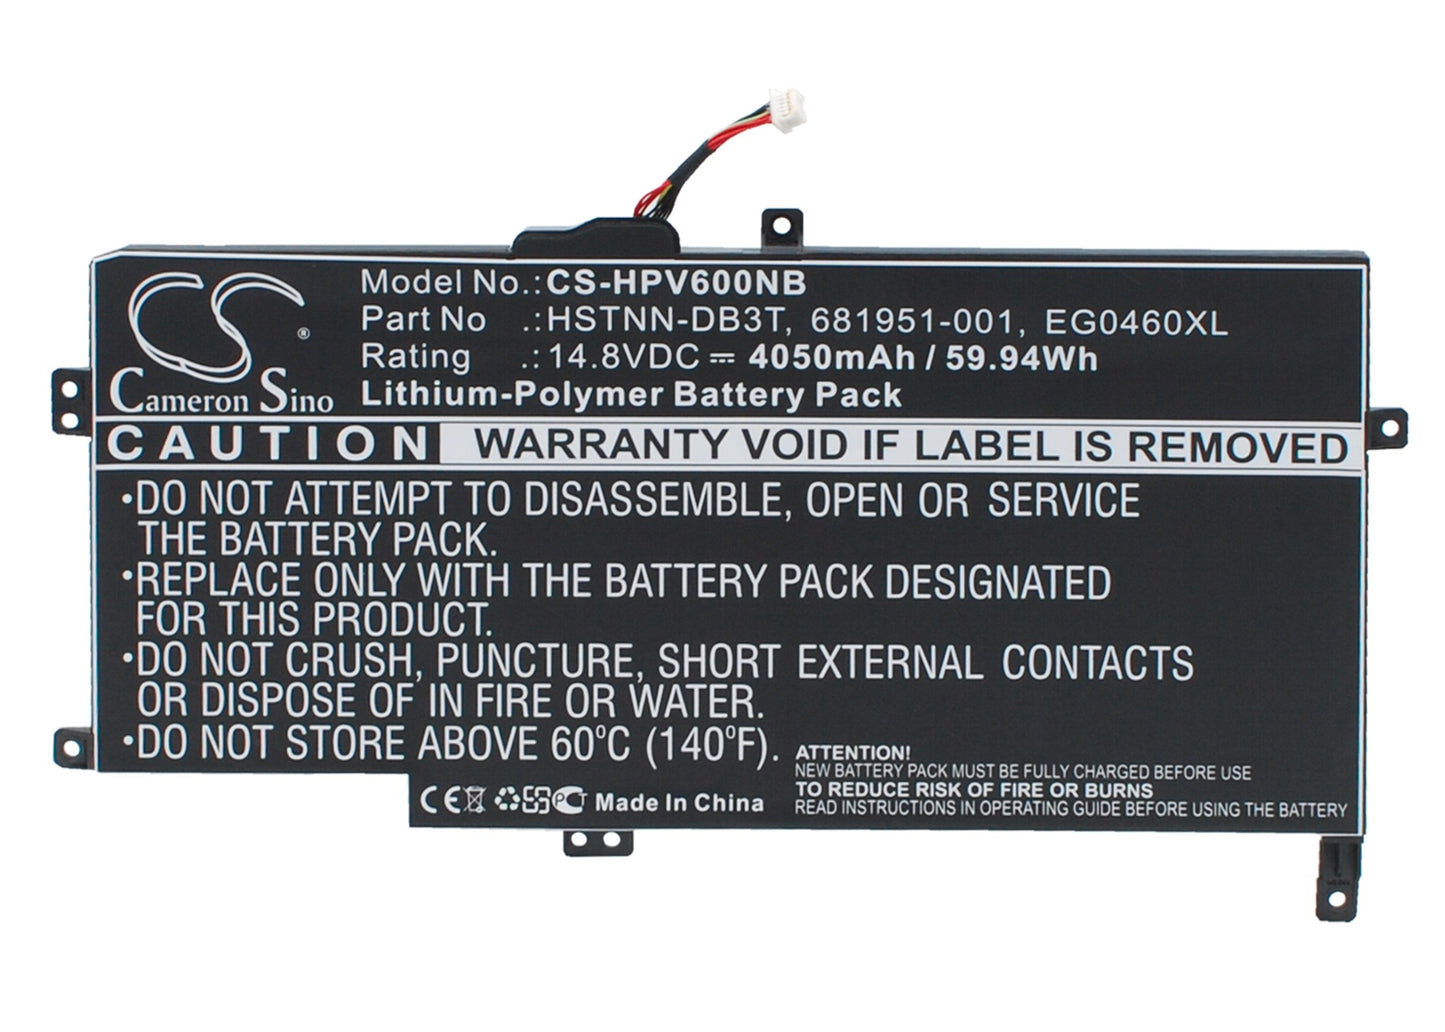 CS ®
Cameron Sino
Model No.:CS-HPV600NB
Part No .:HSTNN-DB3T, 681951-001, EG0460XL
Rating .:14.8VDC ⎓ 4050mAh / 59.94Wh
Lithium-Polymer Battery Pack
CAUTION WARRANTY VOID IF LABEL IS REMOVED
•DO NOT ATTEMPT TO DISASSEMBLE, OPEN OR SERVICE
THE BATTERY PACK.
•REPLACE ONLY WITH THE BATTERY PACK DESIGNATED
FOR THIS PRODUCT.
•DO NOT CRUSH, PUNCTURE, SHORT EXTERNAL CONTACTS
OR DISPOSE OF IN FIRE OR WATER.
•DO NOT STORE ABOVE 60°C (140°F).
ATTENTION!
NEW BATTERY PACK MUST BE FULLY CHARGED BEFORE USE
TO REDUCE RISK OF FIRE OR BURNS
READ INSTRUCTIONS IN OPERATING GUIDE BEFORE USING THE BATTERY
CE Made In China